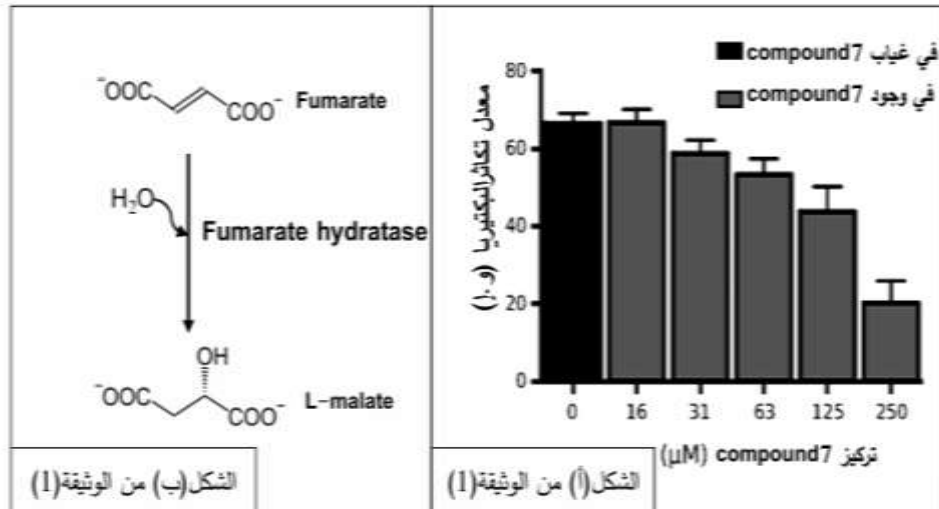 في غياب compound7
في وجود compound7
معدل تكاثر البكتيريا (و.إ)
80
60
40
20
0
0 16 31 63 125 250
تركيز compound7 (μM)
الشكل(أ) من الوثيقة(1)
⁻OOC COO⁻ Fumarate
H₂O
Fumarate hydratase
OH
⁻OOC COO⁻ L-malate
الشكل(ب) من الوثيقة(1)